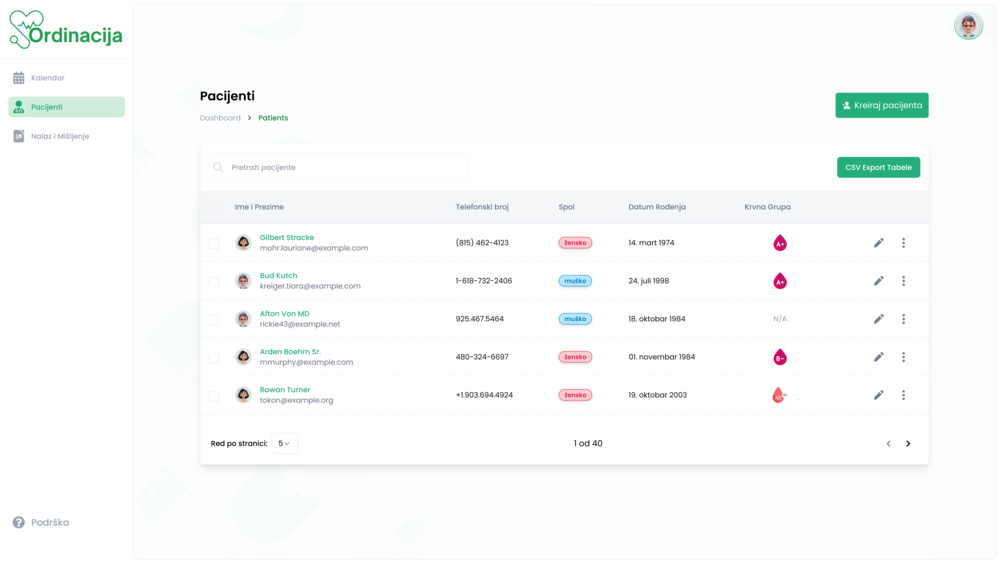 Ordinacija
Kalendar
Pacijenti
Nalaz i Mišljenje
Podrška
Pacijenti
Dashboard > Patients
Kreiraj pacijenta
Pretraži pacijente
CSV Export Tabele
Ime i Prezime Telefonski broj Spol Datum Rođenja Krvna Grupa
Gilbert Stracke
mohr.lauriane@example.com
(815) 462-4123 žensko 14. mart 1974 A+
Bud Kutch
kreiger.tiara@example.com
1-618-732-2406 muško 24. juli 1998 A+
Afton Von MD
rickie43@example.net
925.467.5464 muško 18. oktobar 1984 N/A
Arden Boehm Sr.
mmurphy@example.com
480-324-6697 žensko 01. novembar 1984 B-
Rowan Turner
tokon@example.org
+1.903.694.4924 žensko 19. oktobar 2003
Red po stranici: 5
1 od 40